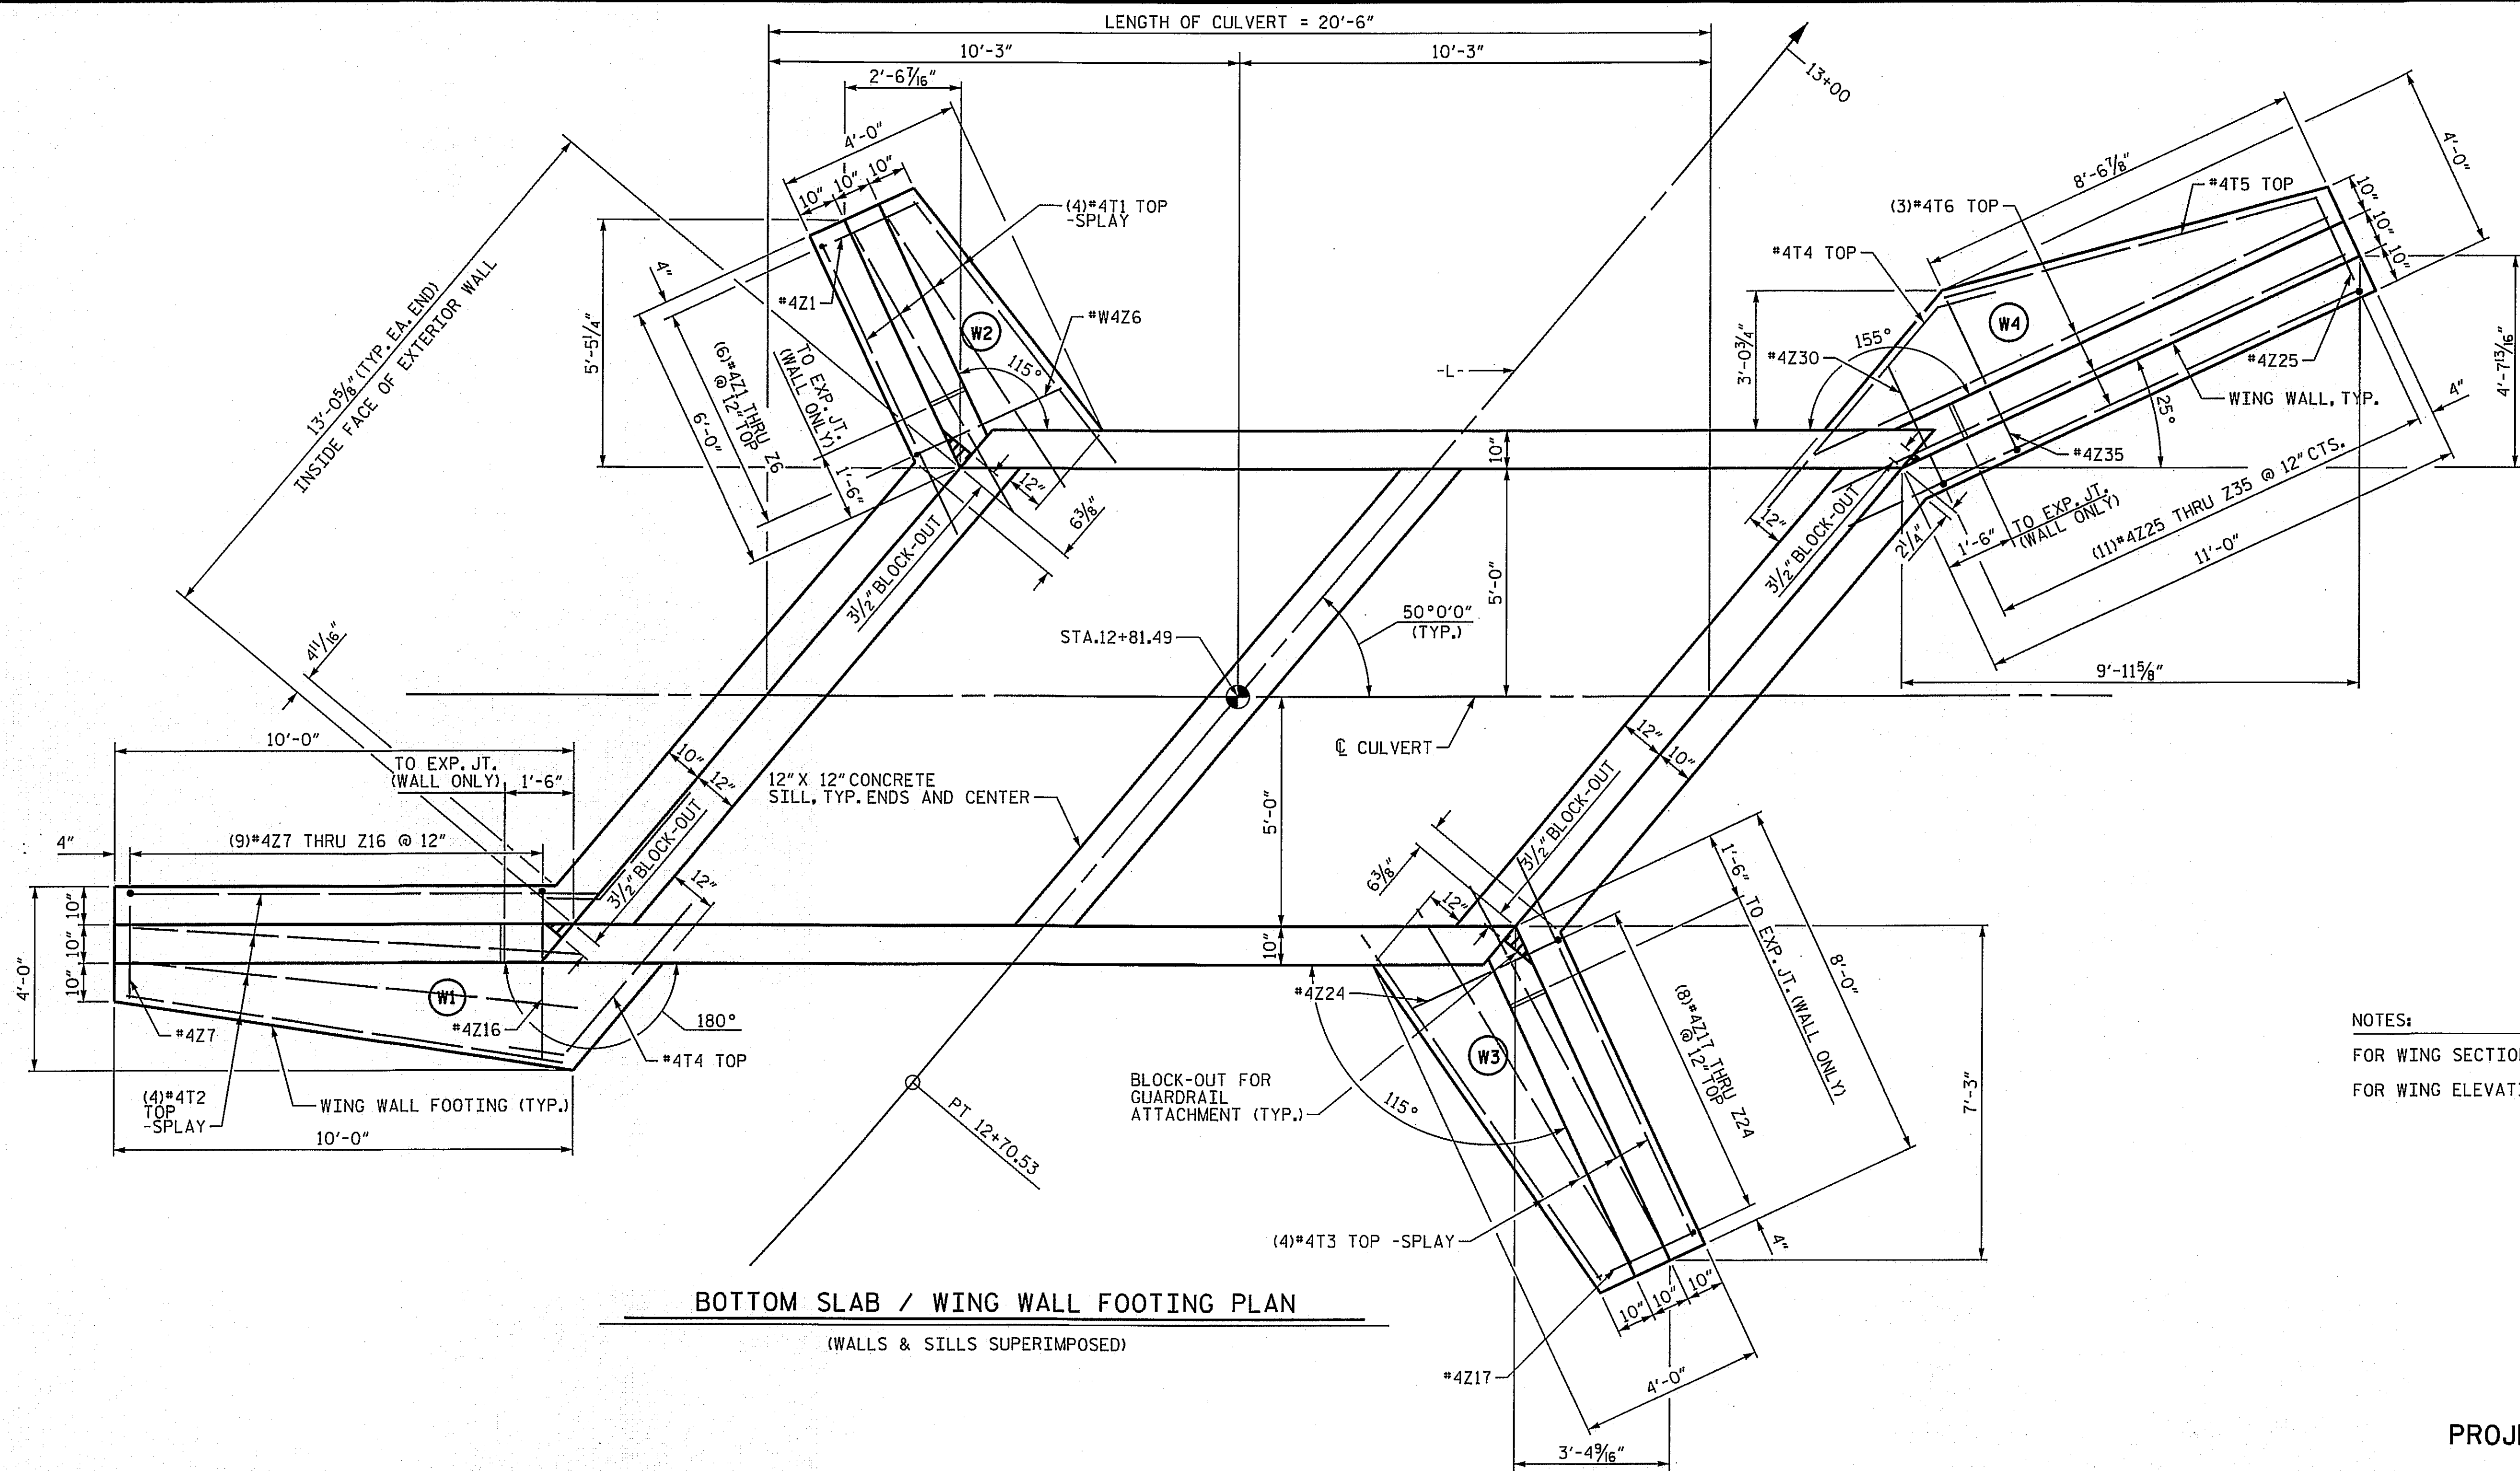 LENGTH OF CULVERT = 20'-6"
10'-3"
10'-3"
2'-6 7/16"
13+00
4'-0"
10"
10"
10"
(4)#4T1 TOP
-SPLAY
4"
#4Z1
#W4Z6
W2
115°
5'-5 1/4"
(6)#4Z1 THRU Z6
@ 12" TOP
TO EXP. JT.
(WALL ONLY)
6'-0"
1'-6"
12"
6 3/8"
3 1/2" BLOCK-OUT
13'-0 5/8" (TYP. EA. END)
INSIDE FACE OF EXTERIOR WALL
4 11/16"
-L-
10"
5'-0"
50°0'0"
(TYP.)
STA. 12+81.49
8'-6 7/8"
4'-0"
#4T5 TOP
(3)#4T6 TOP
#4T4 TOP
10"
10"
10"
W4
155°
#4Z30
3'-0 3/4"
#4Z25
4'-7 13/16"
WING WALL, TYP.
25°
4"
#4Z35
12"
3 1/2" BLOCK-OUT
2 1/4"
1'-6"
TO EXP. JT.
(WALL ONLY)
(11)#4Z25 THRU Z35 @ 12" CTS.
11'-0"
9'-11 5/8"
℄ CULVERT
10'-0"
TO EXP. JT.
(WALL ONLY)
1'-6"
10"
12"
12" X 12" CONCRETE
SILL, TYP. ENDS AND CENTER
5'-0"
12"
10"
(9)#4Z7 THRU Z16 @ 12"
4"
3 1/2" BLOCK-OUT
12"
10"
10"
10"
4'-0"
W1
#4Z7
#4Z16
180°
#4T4 TOP
(4)#4T2
TOP
-SPLAY
WING WALL FOOTING (TYP.)
10'-0"
10"
6 3/8"
12"
3 1/2" BLOCK-OUT
1'-6"
TO EXP. JT. (WALL ONLY)
8'-0"
#4Z24
W3
(8)#4Z17 THRU Z24
@ 12" TOP
BLOCK-OUT FOR
GUARDRAIL
ATTACHMENT (TYP.)
115°
7'-3"
PT 12+70.53
(4)#4T3 TOP -SPLAY
4"
10"
10"
10"
#4Z17
4'-0"
3'-4 9/16"
NOTES:
FOR WING SECTION
FOR WING ELEVATI
BOTTOM SLAB / WING WALL FOOTING PLAN
(WALLS & SILLS SUPERIMPOSED)
PROJ